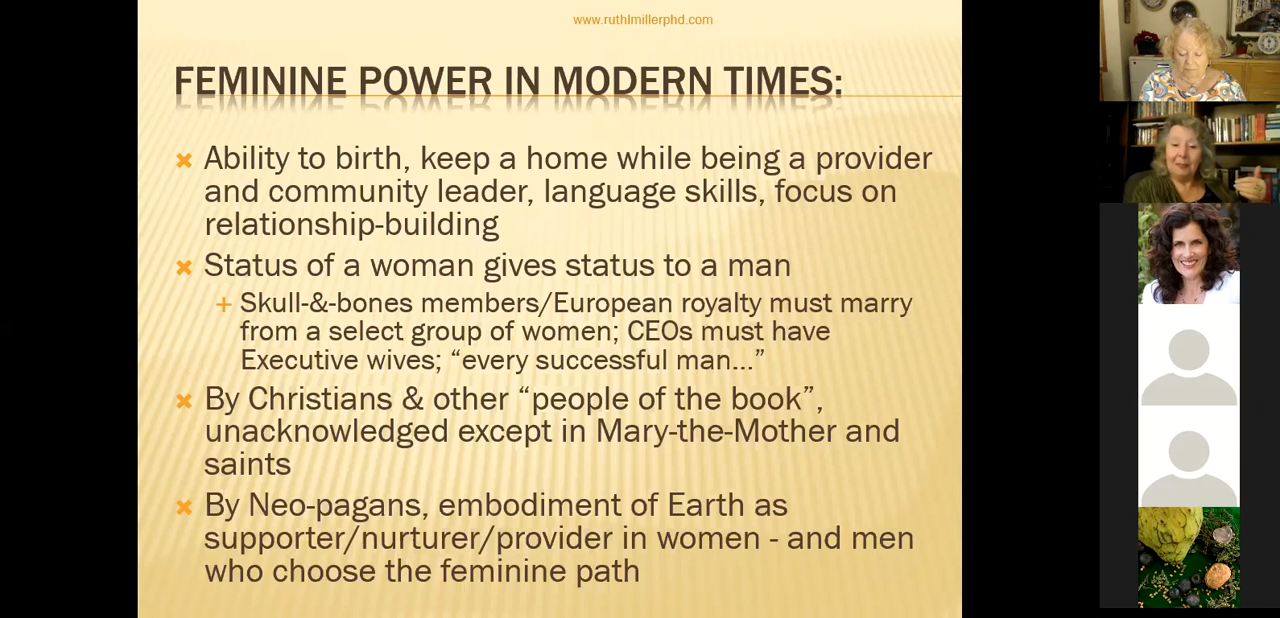 www.ruthlmillerphd.com
FEMININE POWER IN MODERN TIMES:
Ability to birth, keep a home while being a provider
and community leader, language skills, focus on
relationship-building
Status of a woman gives status to a man
Skull-&-bones members/European royalty must marry
from a select group of women; CEOs must have
Executive wives; “every successful man...”
By Christians & other “people of the book”,
unacknowledged except in Mary-the-Mother and
saints
By Neo-pagans, embodiment of Earth as
supporter/nurturer/provider in women - and men
who choose the feminine path